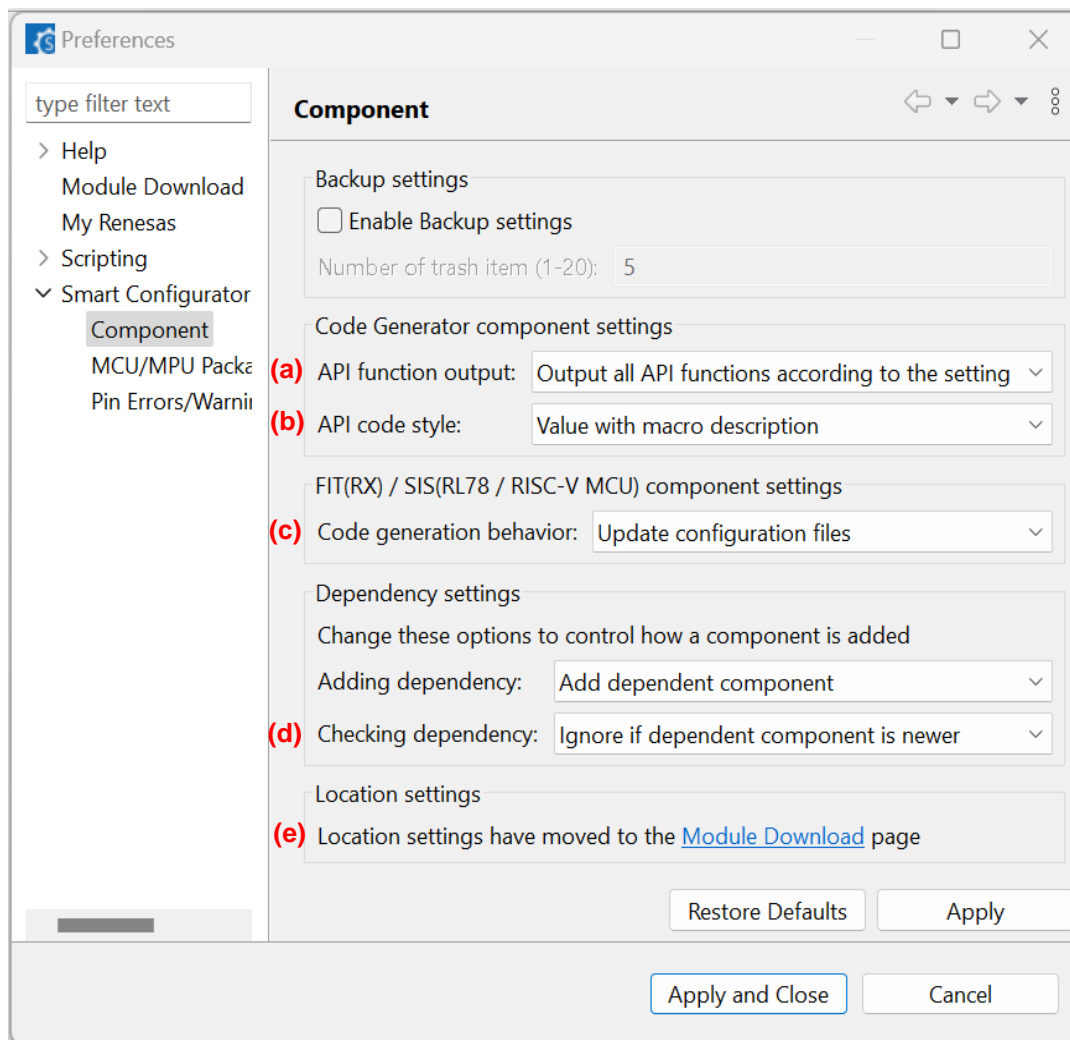 Preferences
type filter text
Help
Module Download
My Renesas
Scripting
Smart Configurator
Component
MCU/MPU Packa
Pin Errors/Warnin
Component
Backup settings
Enable Backup settings
Number of trash item (1-20): 5
Code Generator component settings
(a) API function output: Output all API functions according to the setting
(b) API code style: Value with macro description
FIT(RX) / SIS(RL78 / RISC-V MCU) component settings
(c) Code generation behavior: Update configuration files
Dependency settings
Change these options to control how a component is added
Adding dependency: Add dependent component
(d) Checking dependency: Ignore if dependent component is newer
Location settings
(e) Location settings have moved to the Module Download page
Restore Defaults Apply
Apply and Close Cancel